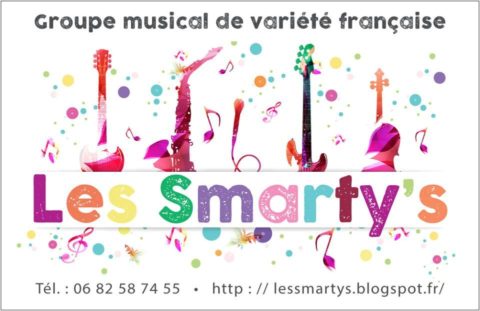 Groupe musical de variété française
Les Smarty's
Tél. : 06 82 58 74 55 • http : // lessmartys.blogspot.fr/